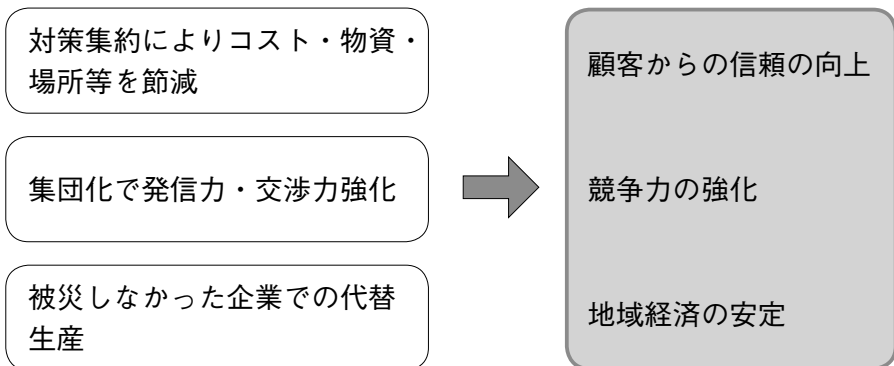 対策集約によりコスト・物資・
場所等を節減
集団化で発信力・交渉力強化
被災しなかった企業での代替
生産
顧客からの信頼の向上
競争力の強化
地域経済の安定